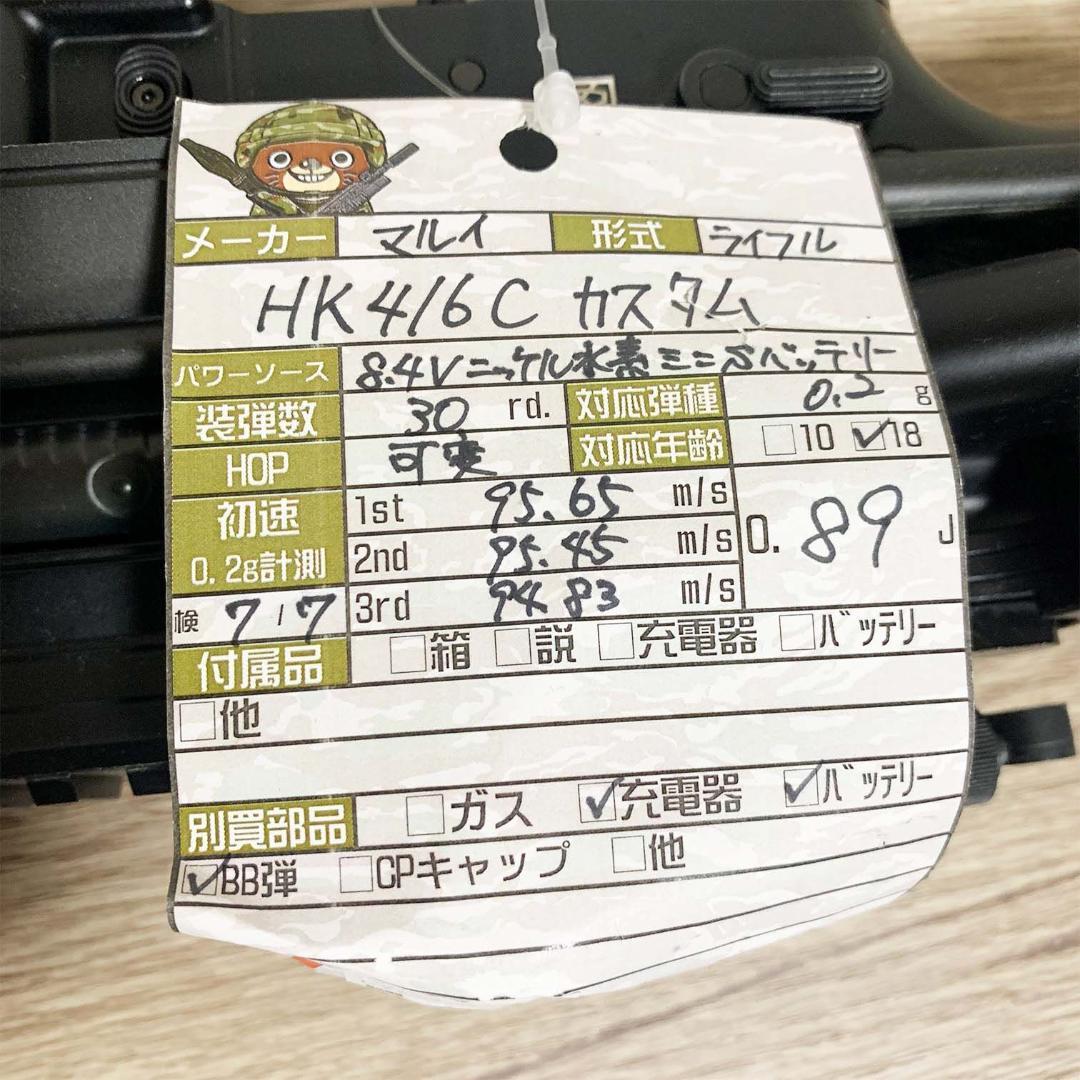 メーカー マルイ 形式 ライフル
HK416C カスタム
パワーソース 8.4Vニッケル水素ミニSバッテリー
装弾数 30 rd. 対応弾種 0.2 g
HOP 可変 対応年齢 10 18
初速 0.2g計測 1st 95.65 m/s
2nd 95.45 m/s 0.89 J
検 7/7 3rd 94.83 m/s
付属品 箱 説 充電器 バッテリー
他
別買部品 ガス 充電器 バッテリー
BB弾 CPキャップ 他